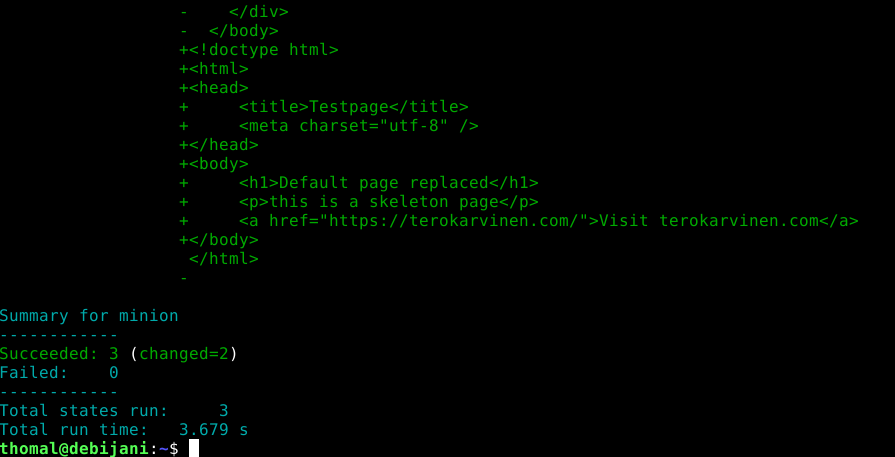 -    </div>
-  </body>
+<!doctype html>
+<html>
+<head>
+     <title>Testpage</title>
+     <meta charset="utf-8" />
+</head>
+<body>
+     <h1>Default page replaced</h1>
+     <p>this is a skeleton page</p>
+     <a href="https://terokarvinen.com/">Visit terokarvinen.com</a>
+</body>
 </html>
-
Summary for minion
------------
Succeeded: 3 (changed=2)
Failed:    0
------------
Total states run:     3
Total run time:   3.679 s
thomal@debijani:~$